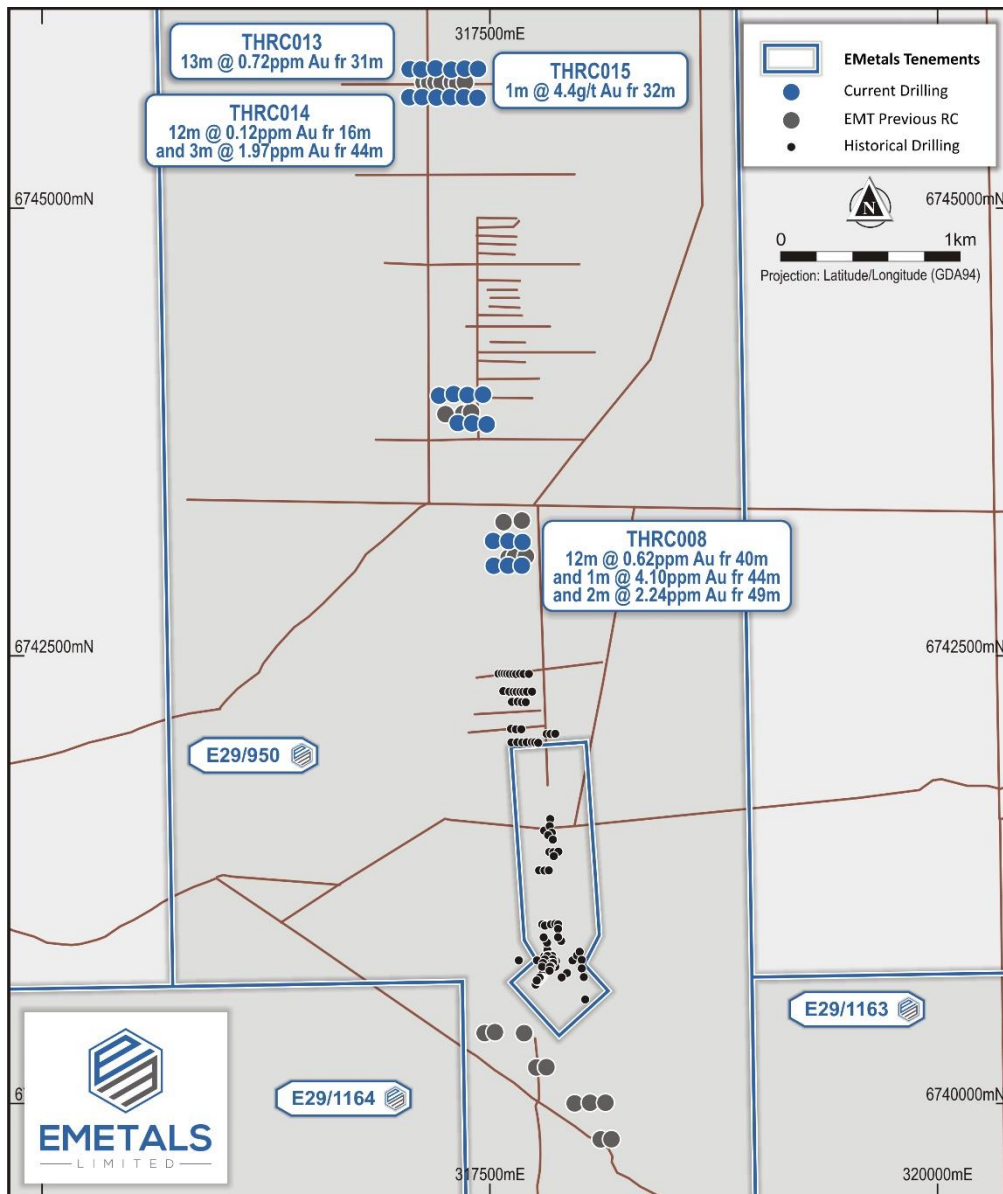 317500mE
THRC013
13m @ 0.72ppm Au fr 31m
THRC015
1m @ 4.4g/t Au fr 32m
THRC014
12m @ 0.12ppm Au fr 16m
and 3m @ 1.97ppm Au fr 44m
EMetals Tenements
Current Drilling
EMT Previous RC
Historical Drilling
6745000mN
6745000mN
N
0 1km
Projection: Latitude/Longitude (GDA94)
THRC008
12m @ 0.62ppm Au fr 40m
and 1m @ 4.10ppm Au fr 44m
and 2m @ 2.24ppm Au fr 49m
6742500mN
6742500mN
E29/950
E29/1163
E29/1164
EMETALS
LIMITED
6740000mN
317500mE
320000mE